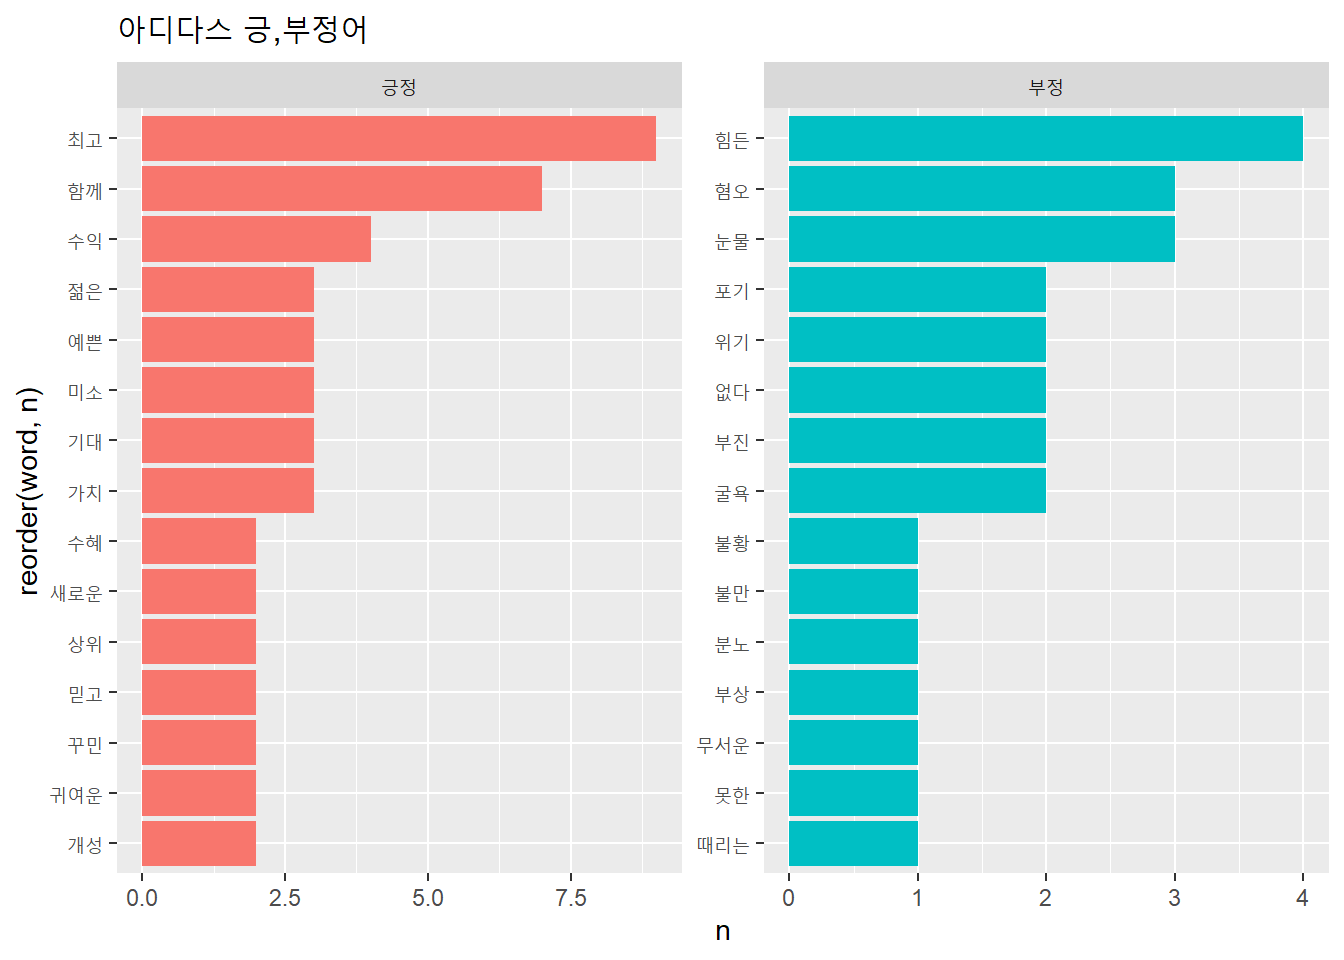 아디다스 긍,부정어
긍정
부정
reorder(word, n)
최고
함께
수익
젊은
예쁜
미소
기대
가치
수혜
새로운
상위
믿고
꾸민
귀여운
개성
0.0 2.5 5.0 7.5
힘든
혐오
눈물
포기
위기
없다
부진
굴욕
불황
불만
분노
부상
무서운
못한
때리는
0 1 2 3 4
n